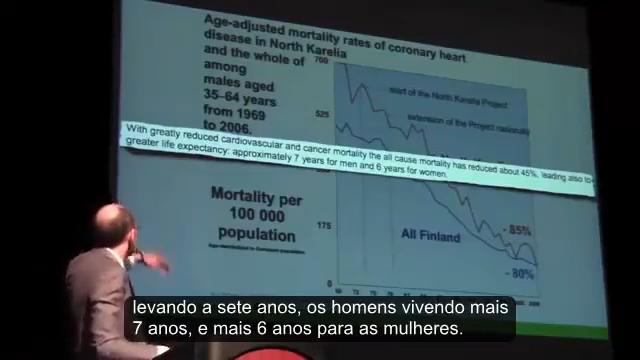 Age-adjusted mortality rates of coronary heart
disease in North Karelia
and the whole of
among
males aged
35-64 years
from 1969
to 2006.
700
start of the North Karelia Project
525
extension of the Project nationally
With greatly reduced cardiovascular and cancer mortality the all cause mortality has reduced about 45%, leading also to
greater life expectancy: approximately 7 years for men and 6 years for women.
Mortality per
100 000
population
175
All Finland
- 85%
- 80%
0
levando a sete anos, os homens vivendo mais
7 anos, e mais 6 anos para as mulheres.